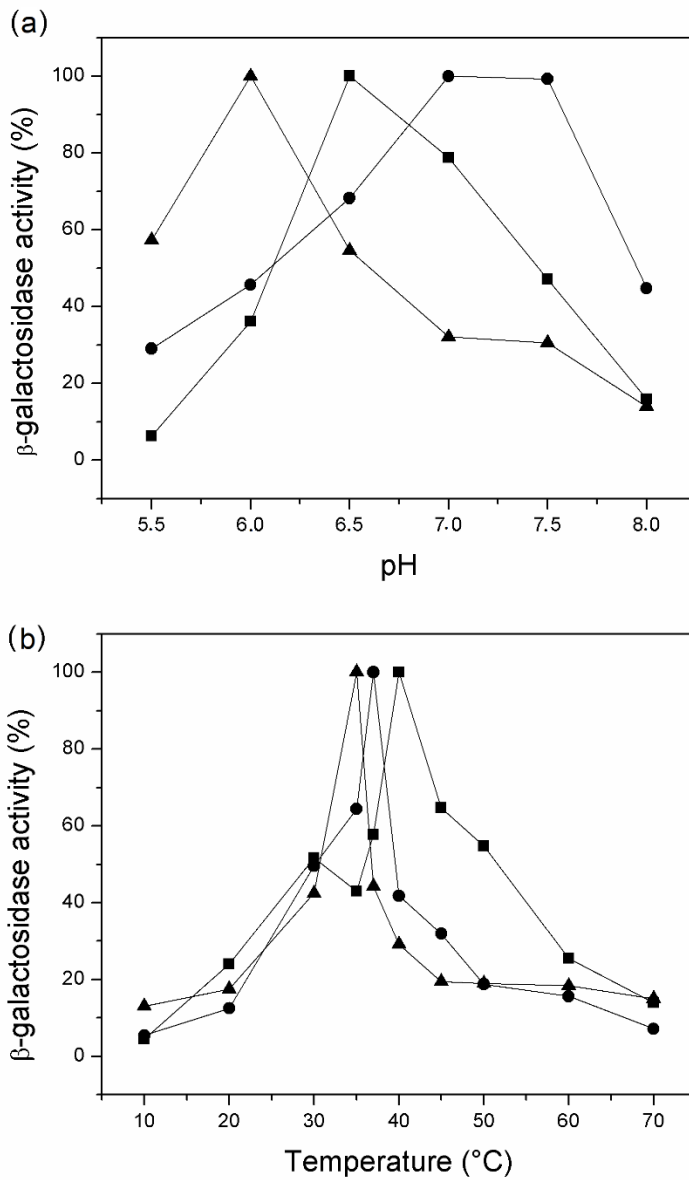 (a)
β-galactosidase activity (%)
100
80
60
40
20
0
5.5 6.0 6.5 7.0 7.5 8.0
pH
(b)
β-galactosidase activity (%)
100
80
60
40
20
0
10 20 30 40 50 60 70
Temperature (°C)